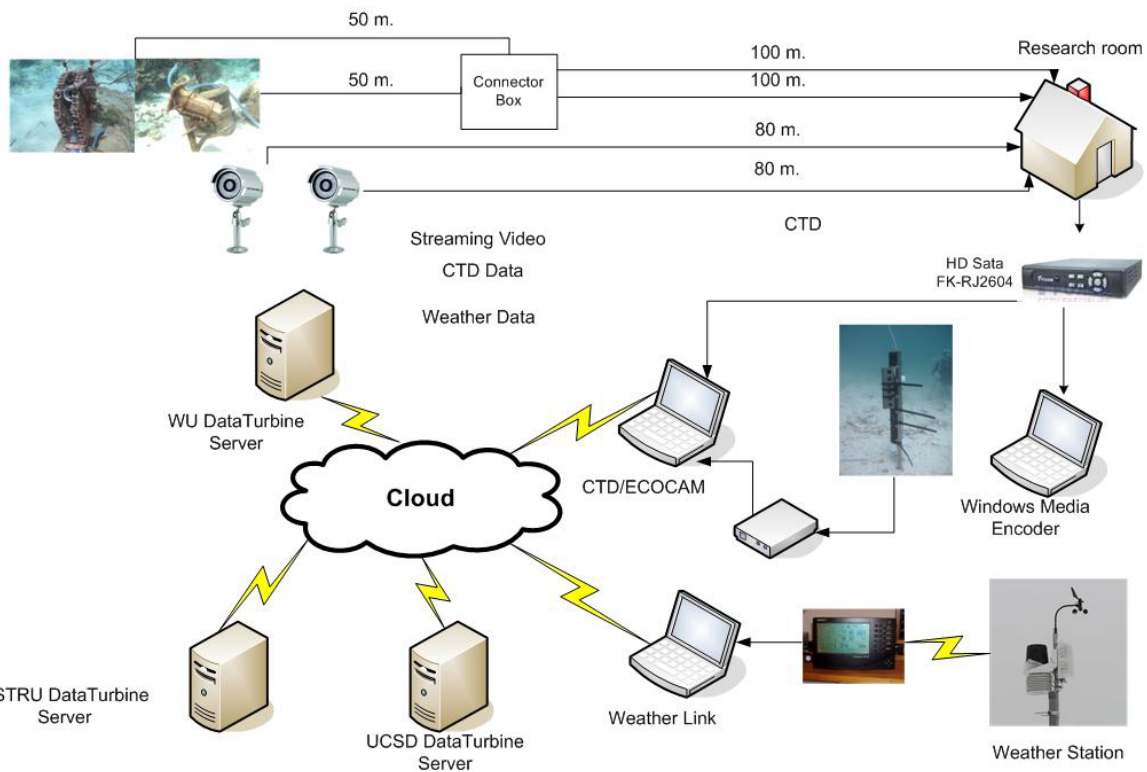 50 m.
50 m.
Connector
Box
100 m.
100 m.
Research room
80 m.
80 m.
CTD
Streaming Video
CTD Data
Weather Data
HD Sata
FK-RJ2604
WU DataTurbine
Server
Cloud
CTD/ECOCAM
Windows Media
Encoder
STRU DataTurbine
Server
UCSD DataTurbine
Server
Weather Link
Weather Station